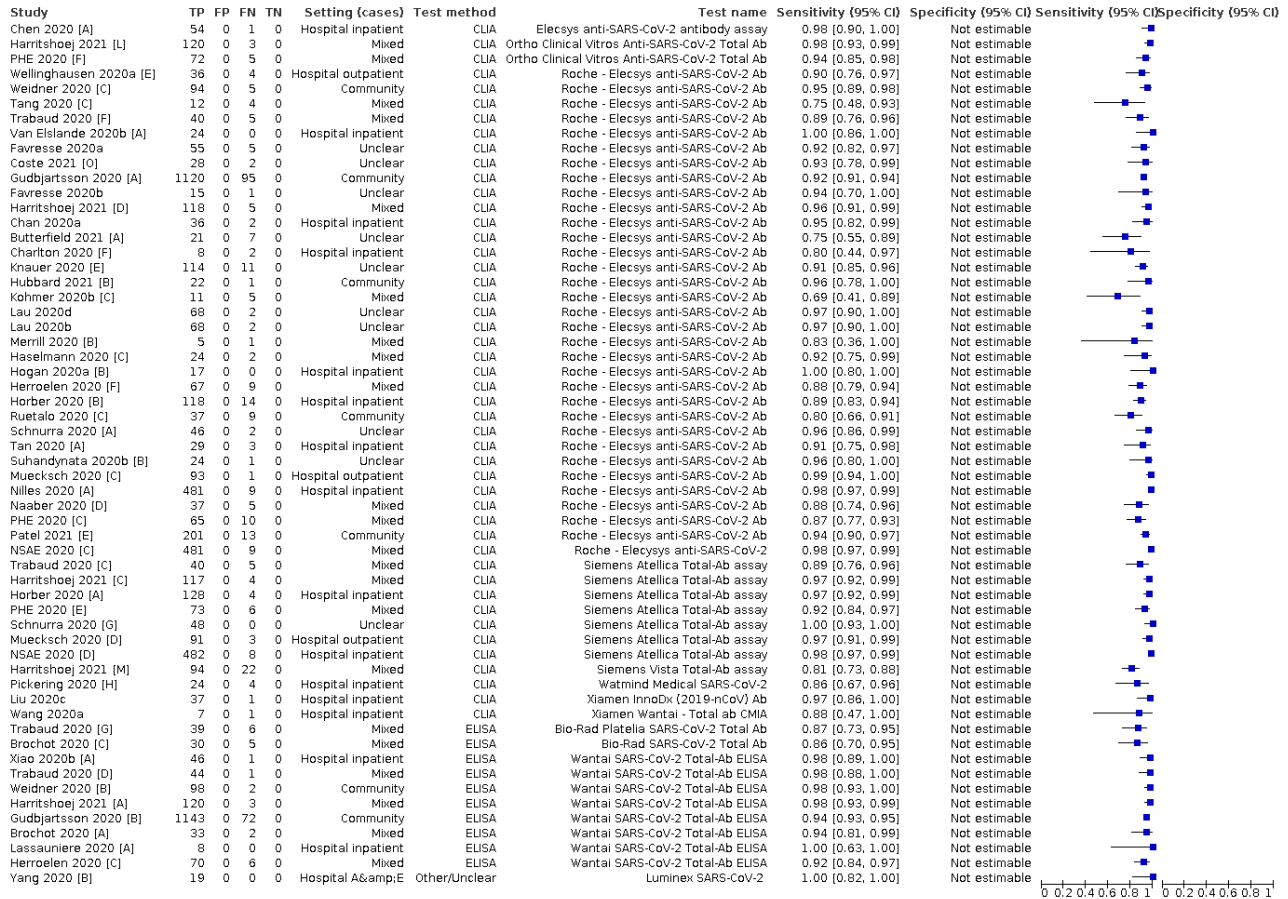 Study TP FP FN TN Setting (cases) Test method Test name Sensitivity (95% CI) Specificity (95% CI) Sensitivity (95% CI) Specificity (95% CI)
Chen 2020 [A] 54 0 1 0 Hospital inpatient CLIA Elecsys anti-SARS-CoV-2 antibody assay 0.98 [0.90, 1.00] Not estimable
Harritshoej 2021 [L] 120 0 3 0 Mixed CLIA Ortho Clinical Vitros Anti-SARS-CoV-2 Total Ab 0.98 [0.93, 0.99] Not estimable
PHE 2020 [F] 72 0 5 0 Mixed CLIA Ortho Clinical Vitros Anti-SARS-CoV-2 Total Ab 0.94 [0.85, 0.98] Not estimable
Wellinghausen 2020a [E] 36 0 4 0 Hospital outpatient CLIA Roche - Elecsys anti-SARS-CoV-2 Ab 0.90 [0.76, 0.97] Not estimable
Weidner 2020 [C] 94 0 5 0 Community CLIA Roche - Elecsys anti-SARS-CoV-2 Ab 0.95 [0.89, 0.98] Not estimable
Tang 2020 [C] 12 0 4 0 Mixed CLIA Roche - Elecsys anti-SARS-CoV-2 Ab 0.75 [0.48, 0.93] Not estimable
Trabaud 2020 [F] 40 0 5 0 Mixed CLIA Roche - Elecsys anti-SARS-CoV-2 Ab 0.89 [0.76, 0.96] Not estimable
Van Elslande 2020b [A] 24 0 0 0 Hospital inpatient CLIA Roche - Elecsys anti-SARS-CoV-2 Ab 1.00 [0.86, 1.00] Not estimable
Favresse 2020a 55 0 5 0 Unclear CLIA Roche - Elecsys anti-SARS-CoV-2 Ab 0.92 [0.82, 0.97] Not estimable
Coste 2021 [O] 28 0 2 0 Unclear CLIA Roche - Elecsys anti-SARS-CoV-2 Ab 0.93 [0.78, 0.99] Not estimable
Gudbjartsson 2020 [A] 1120 0 95 0 Community CLIA Roche - Elecsys anti-SARS-CoV-2 Ab 0.92 [0.91, 0.94] Not estimable
Favresse 2020b 15 0 1 0 Unclear CLIA Roche - Elecsys anti-SARS-CoV-2 Ab 0.94 [0.70, 1.00] Not estimable
Harritshoej 2021 [D] 118 0 5 0 Mixed CLIA Roche - Elecsys anti-SARS-CoV-2 Ab 0.96 [0.91, 0.99] Not estimable
Chan 2020a 36 0 2 0 Hospital inpatient CLIA Roche - Elecsys anti-SARS-CoV-2 Ab 0.95 [0.82, 0.99] Not estimable
Butterfield 2021 [A] 21 0 7 0 Unclear CLIA Roche - Elecsys anti-SARS-CoV-2 Ab 0.75 [0.55, 0.89] Not estimable
Charlton 2020 [F] 8 0 2 0 Hospital inpatient CLIA Roche - Elecsys anti-SARS-CoV-2 Ab 0.80 [0.44, 0.97] Not estimable
Knauer 2020 [E] 114 0 11 0 Unclear CLIA Roche - Elecsys anti-SARS-CoV-2 Ab 0.91 [0.85, 0.96] Not estimable
Hubbard 2021 [B] 22 0 1 0 Community CLIA Roche - Elecsys anti-SARS-CoV-2 Ab 0.96 [0.78, 1.00] Not estimable
Kohmer 2020b [C] 11 0 5 0 Mixed CLIA Roche - Elecsys anti-SARS-CoV-2 Ab 0.69 [0.41, 0.89] Not estimable
Lau 2020d 68 0 2 0 Unclear CLIA Roche - Elecsys anti-SARS-CoV-2 Ab 0.97 [0.90, 1.00] Not estimable
Lau 2020b 68 0 2 0 Unclear CLIA Roche - Elecsys anti-SARS-CoV-2 Ab 0.97 [0.90, 1.00] Not estimable
Merrill 2020 [B] 5 0 1 0 Mixed CLIA Roche - Elecsys anti-SARS-CoV-2 Ab 0.83 [0.36, 1.00] Not estimable
Haselmann 2020 [C] 24 0 2 0 Mixed CLIA Roche - Elecsys anti-SARS-CoV-2 Ab 0.92 [0.75, 0.99] Not estimable
Hogan 2020a [B] 17 0 0 0 Hospital inpatient CLIA Roche - Elecsys anti-SARS-CoV-2 Ab 1.00 [0.80, 1.00] Not estimable
Herroelen 2020 [F] 67 0 9 0 Mixed CLIA Roche - Elecsys anti-SARS-CoV-2 Ab 0.88 [0.79, 0.94] Not estimable
Horber 2020 [B] 118 0 14 0 Hospital inpatient CLIA Roche - Elecsys anti-SARS-CoV-2 Ab 0.89 [0.83, 0.94] Not estimable
Ruetalo 2020 [C] 37 0 9 0 Community CLIA Roche - Elecsys anti-SARS-CoV-2 Ab 0.80 [0.66, 0.91] Not estimable
Schnurra 2020 [A] 46 0 2 0 Unclear CLIA Roche - Elecsys anti-SARS-CoV-2 Ab 0.96 [0.86, 0.99] Not estimable
Tan 2020 [A] 29 0 3 0 Hospital inpatient CLIA Roche - Elecsys anti-SARS-CoV-2 Ab 0.91 [0.75, 0.98] Not estimable
Suhandynata 2020b [B] 24 0 1 0 Unclear CLIA Roche - Elecsys anti-SARS-CoV-2 Ab 0.96 [0.80, 1.00] Not estimable
Muecksch 2020 [C] 93 0 1 0 Hospital outpatient CLIA Roche - Elecsys anti-SARS-CoV-2 Ab 0.99 [0.94, 1.00] Not estimable
Nilles 2020 [A] 481 0 9 0 Hospital inpatient CLIA Roche - Elecsys anti-SARS-CoV-2 Ab 0.98 [0.97, 0.99] Not estimable
Naaber 2020 [D] 37 0 5 0 Mixed CLIA Roche - Elecsys anti-SARS-CoV-2 Ab 0.88 [0.74, 0.96] Not estimable
PHE 2020 [C] 65 0 10 0 Mixed CLIA Roche - Elecsys anti-SARS-CoV-2 Ab 0.87 [0.77, 0.93] Not estimable
Patel 2021 [E] 201 0 13 0 Community CLIA Roche - Elecsys anti-SARS-CoV-2 Ab 0.94 [0.90, 0.97] Not estimable
NSAE 2020 [C] 481 0 9 0 Mixed CLIA Roche - Elecysys anti-SARS-CoV-2 0.98 [0.97, 0.99] Not estimable
Trabaud 2020 [C] 40 0 5 0 Mixed CLIA Siemens Atellica Total-Ab assay 0.89 [0.76, 0.96] Not estimable
Harritshoej 2021 [C] 117 0 4 0 Mixed CLIA Siemens Atellica Total-Ab assay 0.97 [0.92, 0.99] Not estimable
Horber 2020 [A] 128 0 4 0 Hospital inpatient CLIA Siemens Atellica Total-Ab assay 0.97 [0.92, 0.99] Not estimable
PHE 2020 [E] 73 0 6 0 Mixed CLIA Siemens Atellica Total-Ab assay 0.92 [0.84, 0.97] Not estimable
Schnurra 2020 [G] 48 0 0 0 Unclear CLIA Siemens Atellica Total-Ab assay 1.00 [0.93, 1.00] Not estimable
Muecksch 2020 [D] 91 0 3 0 Hospital outpatient CLIA Siemens Atellica Total-Ab assay 0.97 [0.91, 0.99] Not estimable
NSAE 2020 [D] 482 0 8 0 Hospital inpatient CLIA Siemens Atellica Total-Ab assay 0.98 [0.97, 0.99] Not estimable
Harritshoej 2021 [M] 94 0 22 0 Mixed CLIA Siemens Vista Total-Ab assay 0.81 [0.73, 0.88] Not estimable
Pickering 2020 [H] 24 0 4 0 Hospital inpatient CLIA Watmind Medical SARS-CoV-2 0.86 [0.67, 0.96] Not estimable
Liu 2020c 37 0 1 0 Hospital inpatient CLIA Xiamen InnoDx (2019-nCoV) Ab 0.97 [0.86, 1.00] Not estimable
Wang 2020a 7 0 1 0 Hospital inpatient CLIA Xiamen Wantai - Total ab CMIA 0.88 [0.47, 1.00] Not estimable
Trabaud 2020 [G] 39 0 6 0 Mixed ELISA Bio-Rad Platelia SARS-CoV-2 Total Ab 0.87 [0.73, 0.95] Not estimable
Brochot 2020 [C] 30 0 5 0 Mixed ELISA Bio-Rad SARS-CoV-2 Total Ab 0.86 [0.70, 0.95] Not estimable
Xiao 2020b [A] 46 0 1 0 Hospital inpatient ELISA Wantai SARS-CoV-2 Total-Ab ELISA 0.98 [0.89, 1.00] Not estimable
Trabaud 2020 [D] 44 0 1 0 Mixed ELISA Wantai SARS-CoV-2 Total-Ab ELISA 0.98 [0.88, 1.00] Not estimable
Weidner 2020 [B] 98 0 2 0 Community ELISA Wantai SARS-CoV-2 Total-Ab ELISA 0.98 [0.93, 1.00] Not estimable
Harritshoej 2021 [A] 120 0 3 0 Mixed ELISA Wantai SARS-CoV-2 Total-Ab ELISA 0.98 [0.93, 0.99] Not estimable
Gudbjartsson 2020 [B] 1143 0 72 0 Community ELISA Wantai SARS-CoV-2 Total-Ab ELISA 0.94 [0.93, 0.95] Not estimable
Brochot 2020 [A] 33 0 2 0 Mixed ELISA Wantai SARS-CoV-2 Total-Ab ELISA 0.94 [0.81, 0.99] Not estimable
Lassauniere 2020 [A] 8 0 0 0 Hospital inpatient ELISA Wantai SARS-CoV-2 Total-Ab ELISA 1.00 [0.63, 1.00] Not estimable
Herroelen 2020 [C] 70 0 6 0 Mixed ELISA Wantai SARS-CoV-2 Total-Ab ELISA 0.92 [0.84, 0.97] Not estimable
Yang 2020 [B] 19 0 0 0 Hospital A&amp;E Other/Unclear Luminex SARS-CoV-2 1.00 [0.82, 1.00] Not estimable
0 0.2 0.4 0.6 0.8 1 0 0.2 0.4 0.6 0.8 1